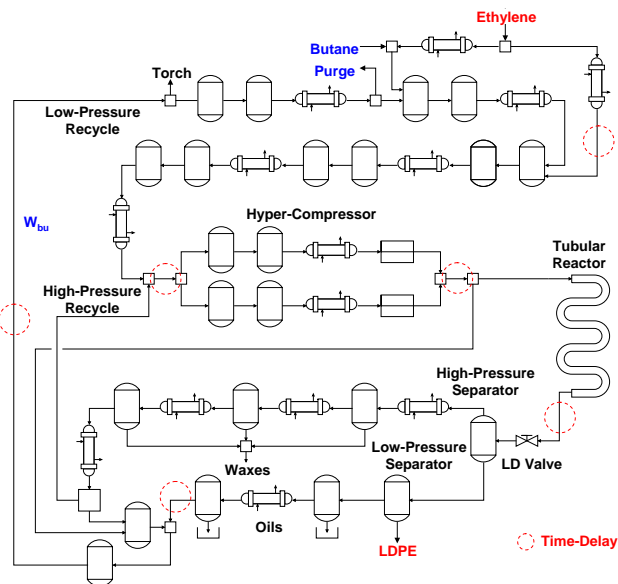 Ethylene
Butane
Purge
Torch
Low-Pressure
Recycle
W_bu
Hyper-Compressor
Tubular
Reactor
High-Pressure
Recycle
High-Pressure
Separator
Low-Pressure
Separator
LD Valve
Waxes
Oils
LDPE
Time-Delay